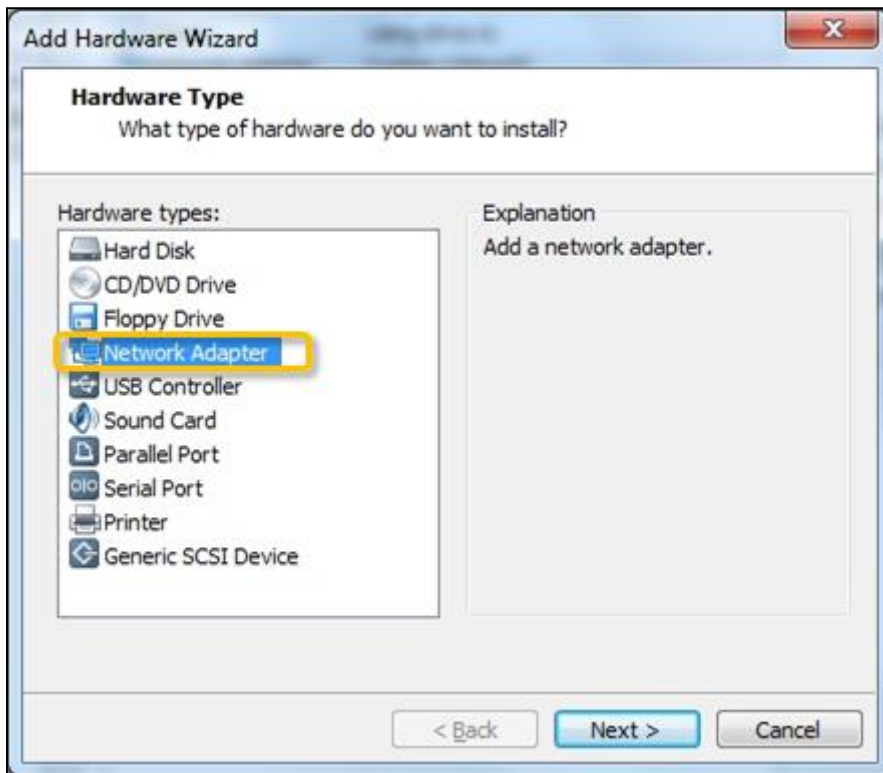 Add Hardware Wizard
Hardware Type
What type of hardware do you want to install?
Hardware types:
Hard Disk
CD/DVD Drive
Floppy Drive
Network Adapter
USB Controller
Sound Card
Parallel Port
Serial Port
Printer
Generic SCSI Device
Explanation
Add a network adapter.
< Back
Next >
Cancel